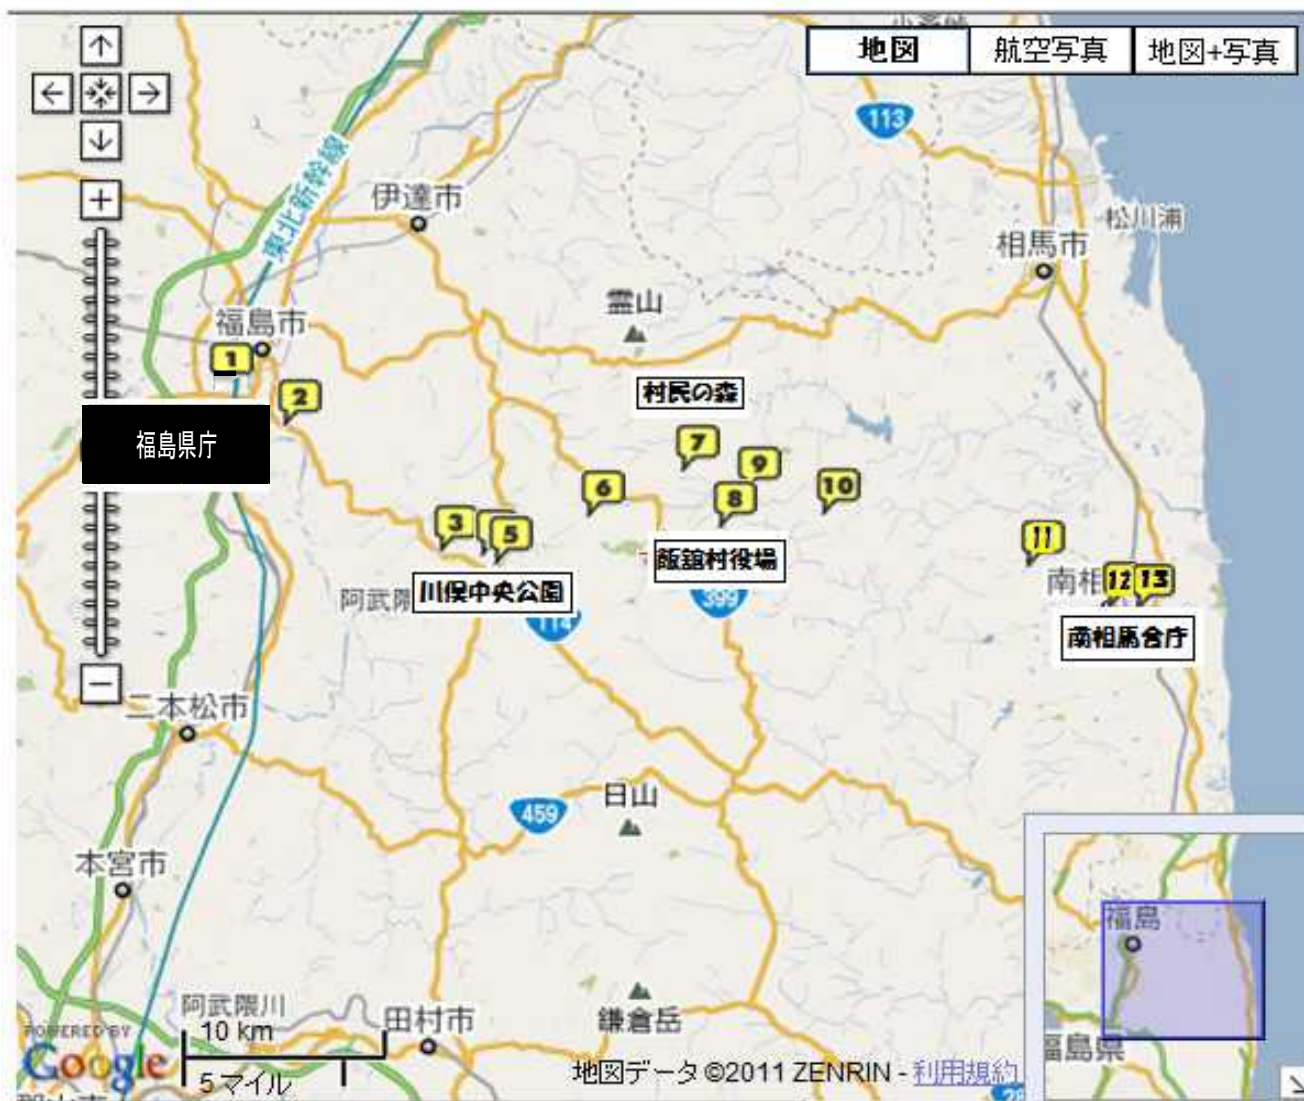 地図
航空写真
地図+写真
113
東北新幹線
伊達市
松川浦
相馬市
霊山
福島市
1
村民の森
2
福島県庁
7
9
6
8
10
3
5
11
飯舘村役場
南相
12
13
川俣中央公園
阿武隈
399
114
南相馬合庁
二本松市
日山
459
本宮市
福島
阿武隈川
田村市
鎌倉岳
福島県
10 km
POWERED BY
Google
5 マイル
地図データ ©2011 ZENRIN - 利用規約